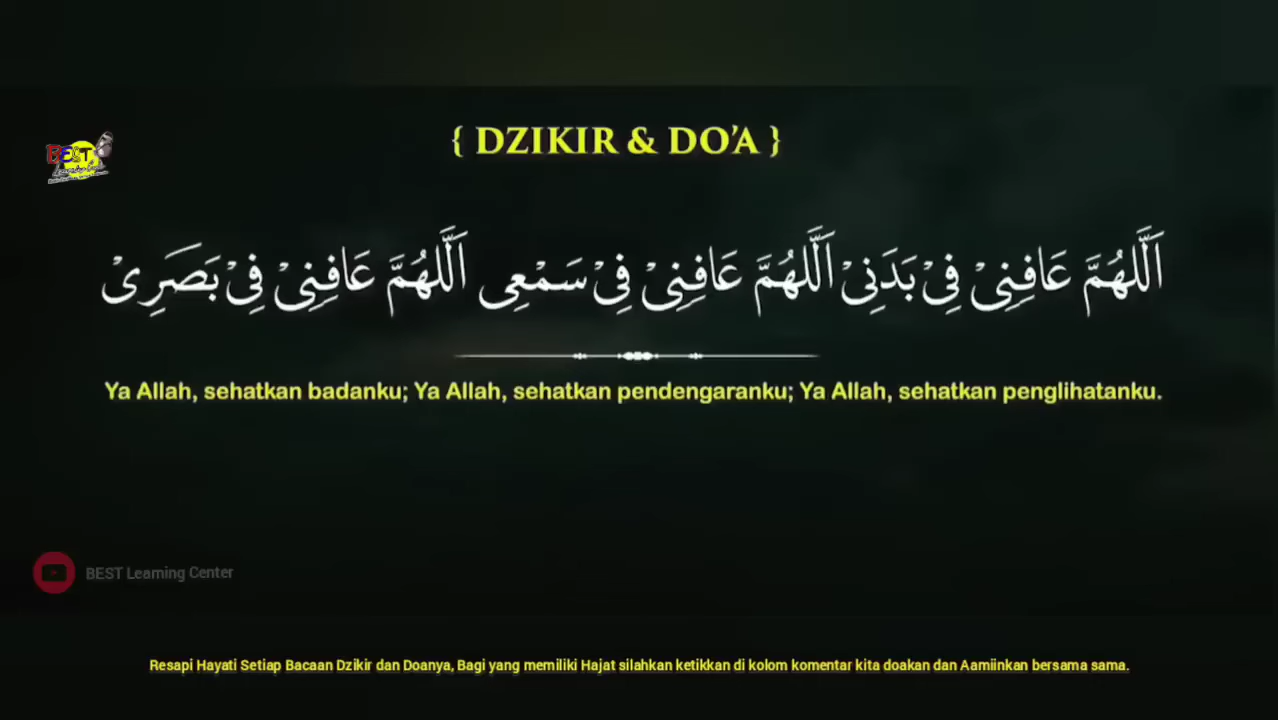 { DZIKIR & DO’A }
BEST
اَللَّهُمَّ عَافِنِيْ فِيْ بَدَنِيْ اَللَّهُمَّ عَافِنِيْ فِيْ سَمْعِى اَللَّهُمَّ عَافِنِيْ فِيْ بَصَرِىْ
Ya Allah, sehatkan badanku; Ya Allah, sehatkan pendengaranku; Ya Allah, sehatkan penglihatanku.
BEST Learning Center
Resapi Hayati Setiap Bacaan Dzikir dan Doanya, Bagi yang memiliki Hajat silahkan ketikkan di kolom komentar kita doakan dan Aamiinkan bersama sama.